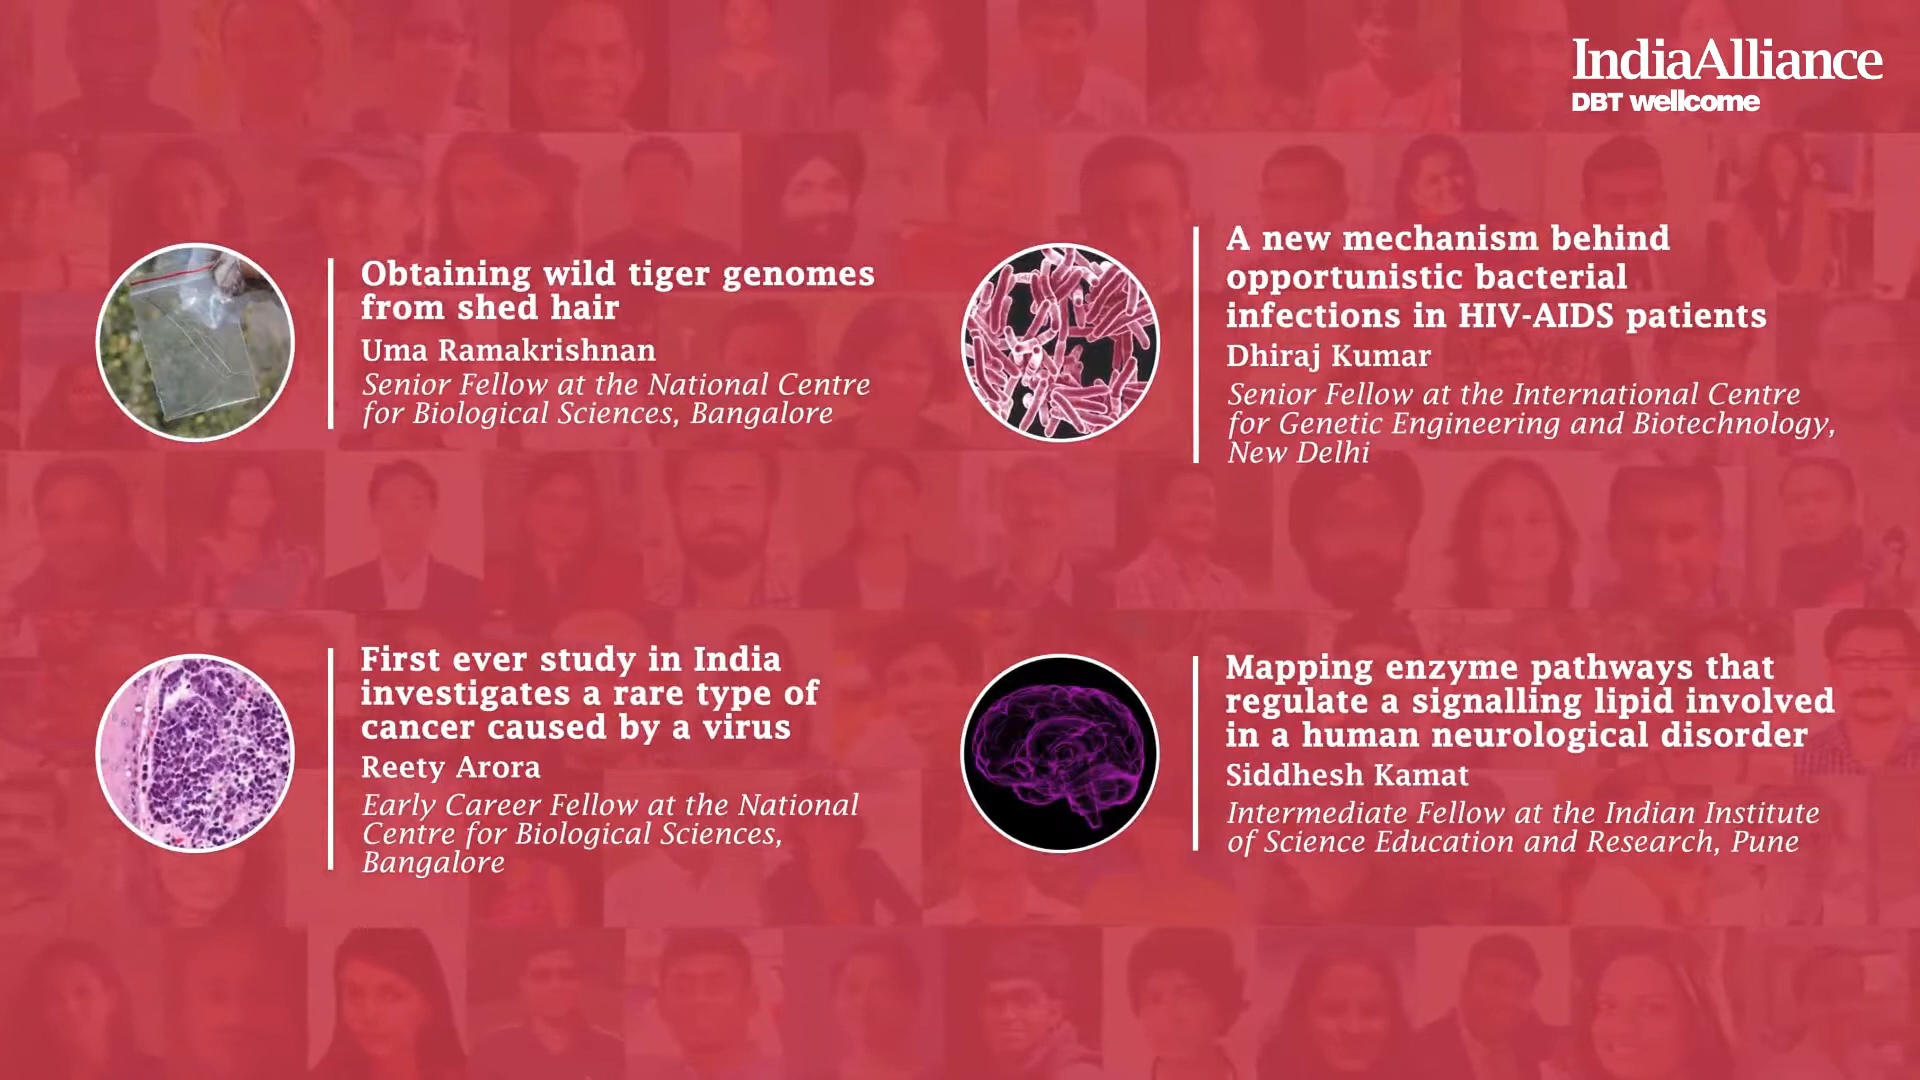 IndiaAlliance
DBT wellcome
Obtaining wild tiger genomes
from shed hair
Uma Ramakrishnan
Senior Fellow at the National Centre
for Biological Sciences, Bangalore
A new mechanism behind
opportunistic bacterial
infections in HIV-AIDS patients
Dhiraj Kumar
Senior Fellow at the International Centre
for Genetic Engineering and Biotechnology,
New Delhi
First ever study in India
investigates a rare type of
cancer caused by a virus
Reety Arora
Early Career Fellow at the National
Centre for Biological Sciences,
Bangalore
Mapping enzyme pathways that
regulate a signalling lipid involved
in a human neurological disorder
Siddhesh Kamat
Intermediate Fellow at the Indian Institute
of Science Education and Research, Pune